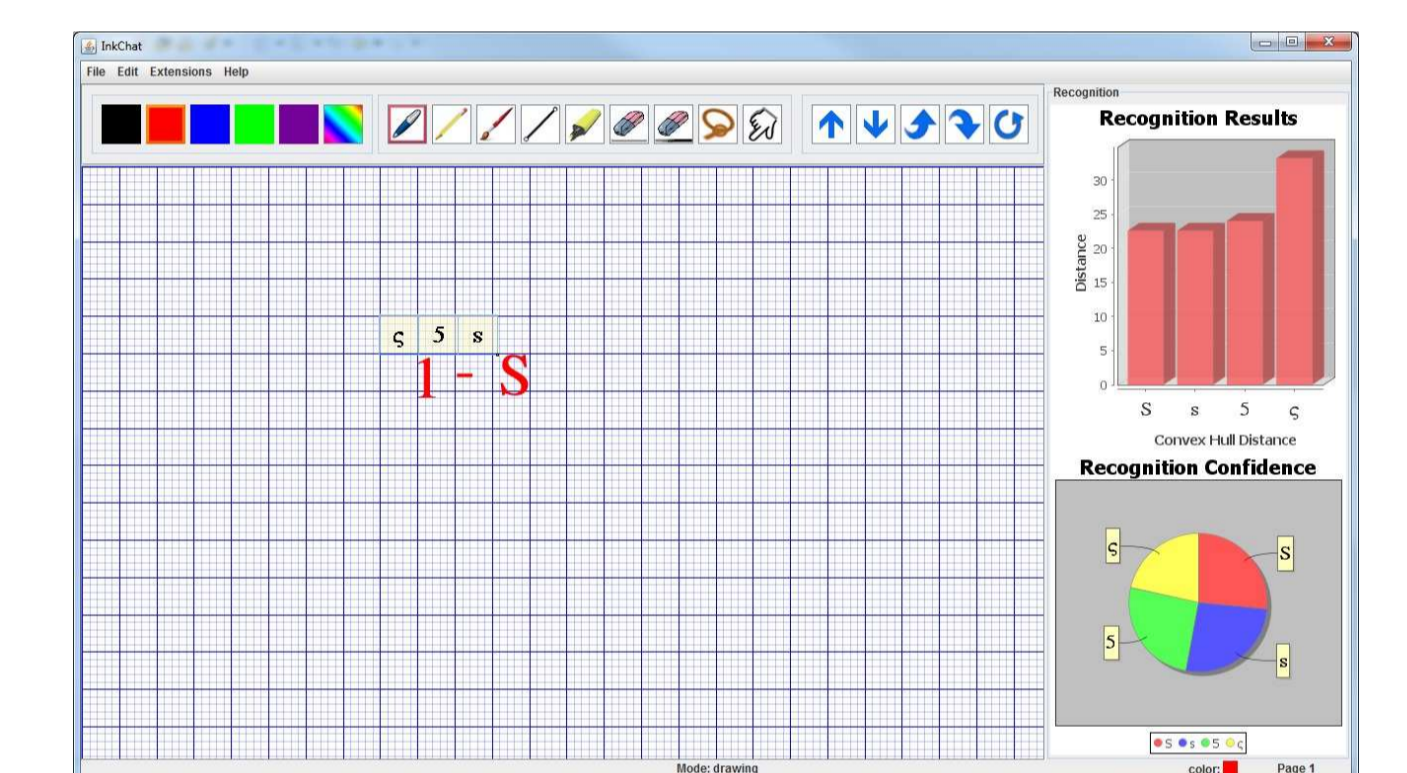 InkChat
File Edit Extensions Help
Recognition
Recognition Results
30
25
20
15
10
5
0
Distance
S s 5 ς
Convex Hull Distance
ς 5 s
1 - S
Recognition Confidence
ς
S
5
s
S s 5 ς
Mode: drawing color: Page 1